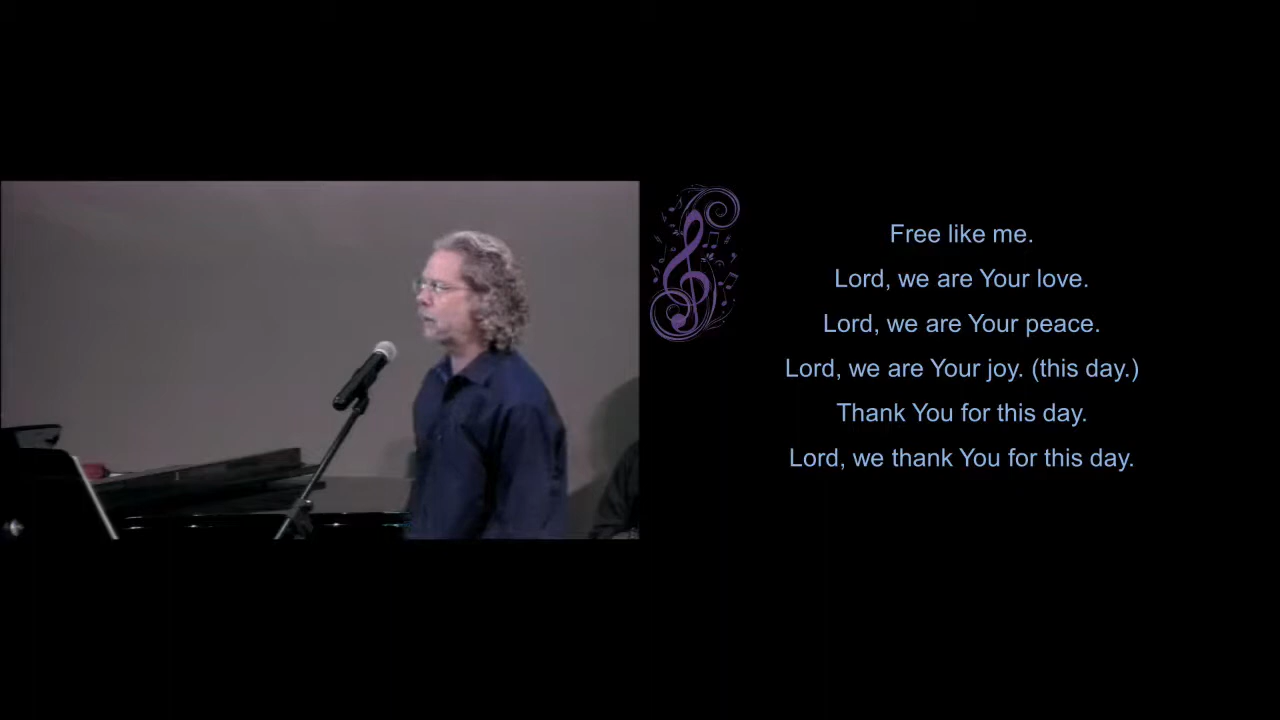 Free like me.
Lord, we are Your love.
Lord, we are Your peace.
Lord, we are Your joy. (this day.)
Thank You for this day.
Lord, we thank You for this day.